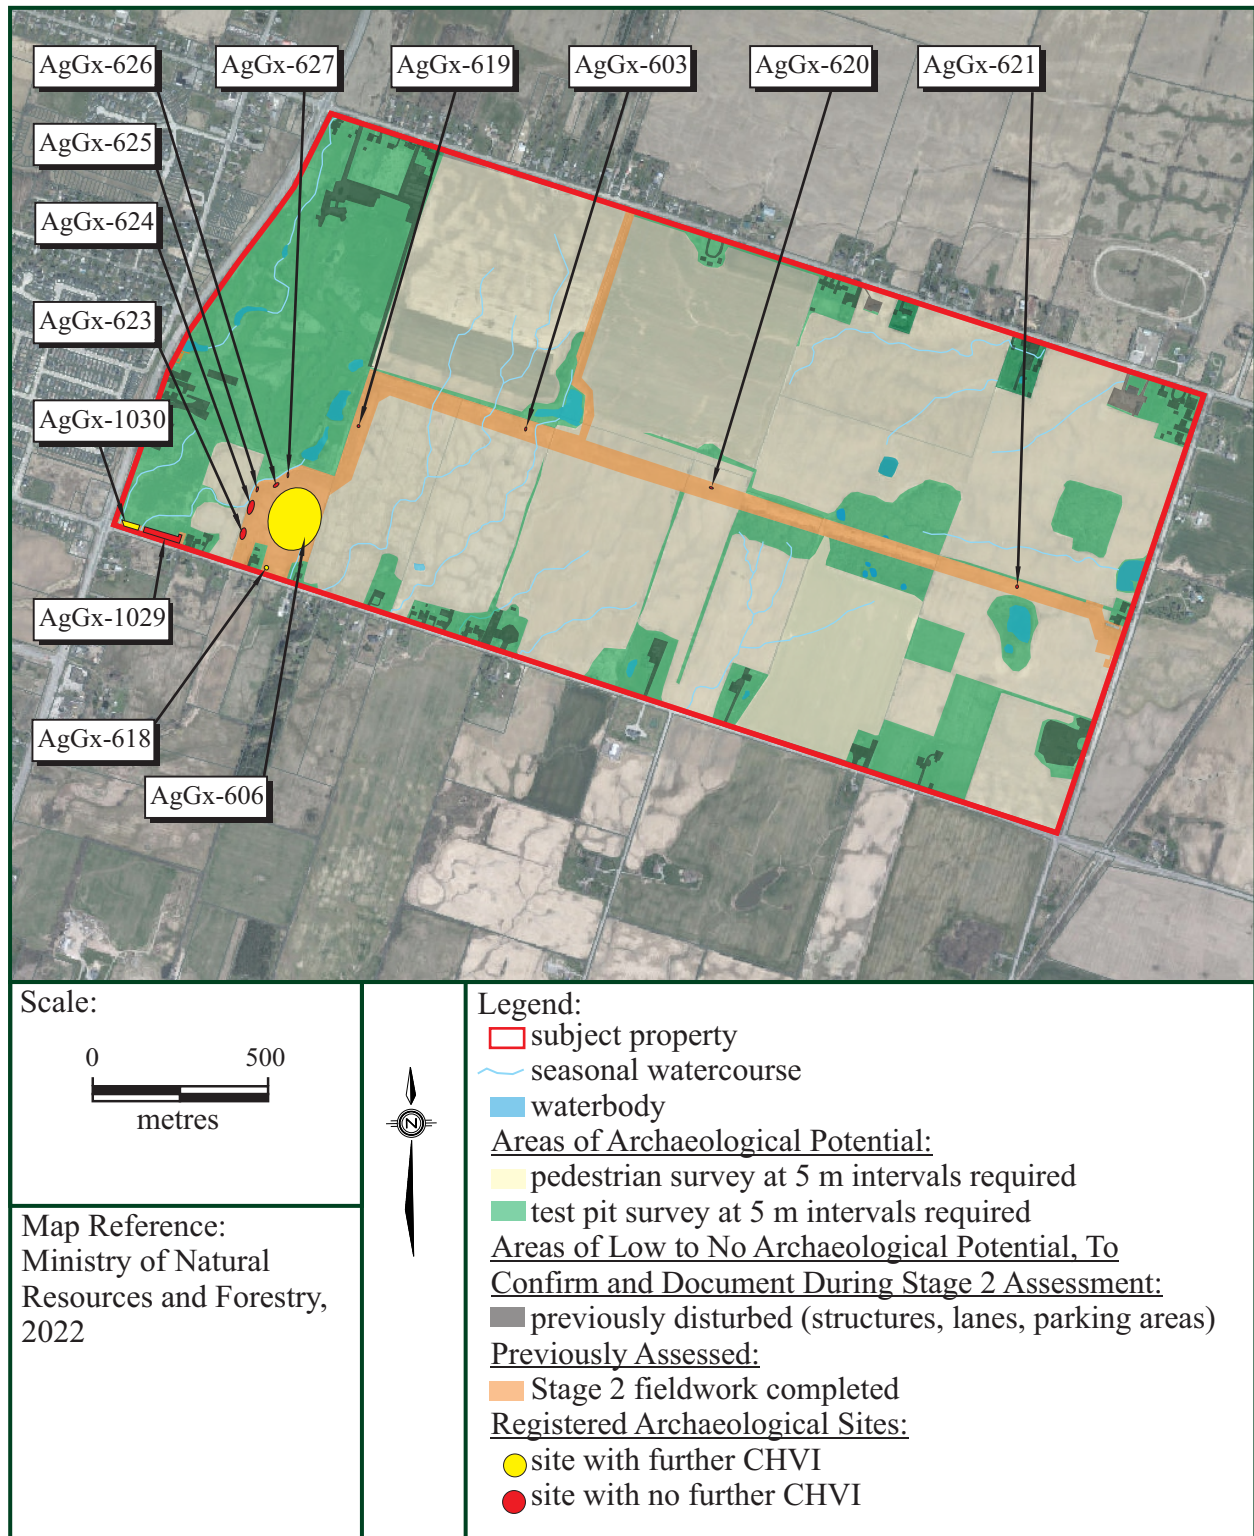 AgGx-626
AgGx-627
AgGx-619
AgGx-603
AgGx-620
AgGx-621
AgGx-625
AgGx-624
AgGx-623
AgGx-1030
AgGx-1029
AgGx-618
AgGx-606
Scale:
0 500
metres
Map Reference:
Ministry of Natural
Resources and Forestry,
2022
N
Legend:
subject property
seasonal watercourse
waterbody
Areas of Archaeological Potential:
pedestrian survey at 5 m intervals required
test pit survey at 5 m intervals required
Areas of Low to No Archaeological Potential, To
Confirm and Document During Stage 2 Assessment:
previously disturbed (structures, lanes, parking areas)
Previously Assessed:
Stage 2 fieldwork completed
Registered Archaeological Sites:
site with further CHVI
site with no further CHVI